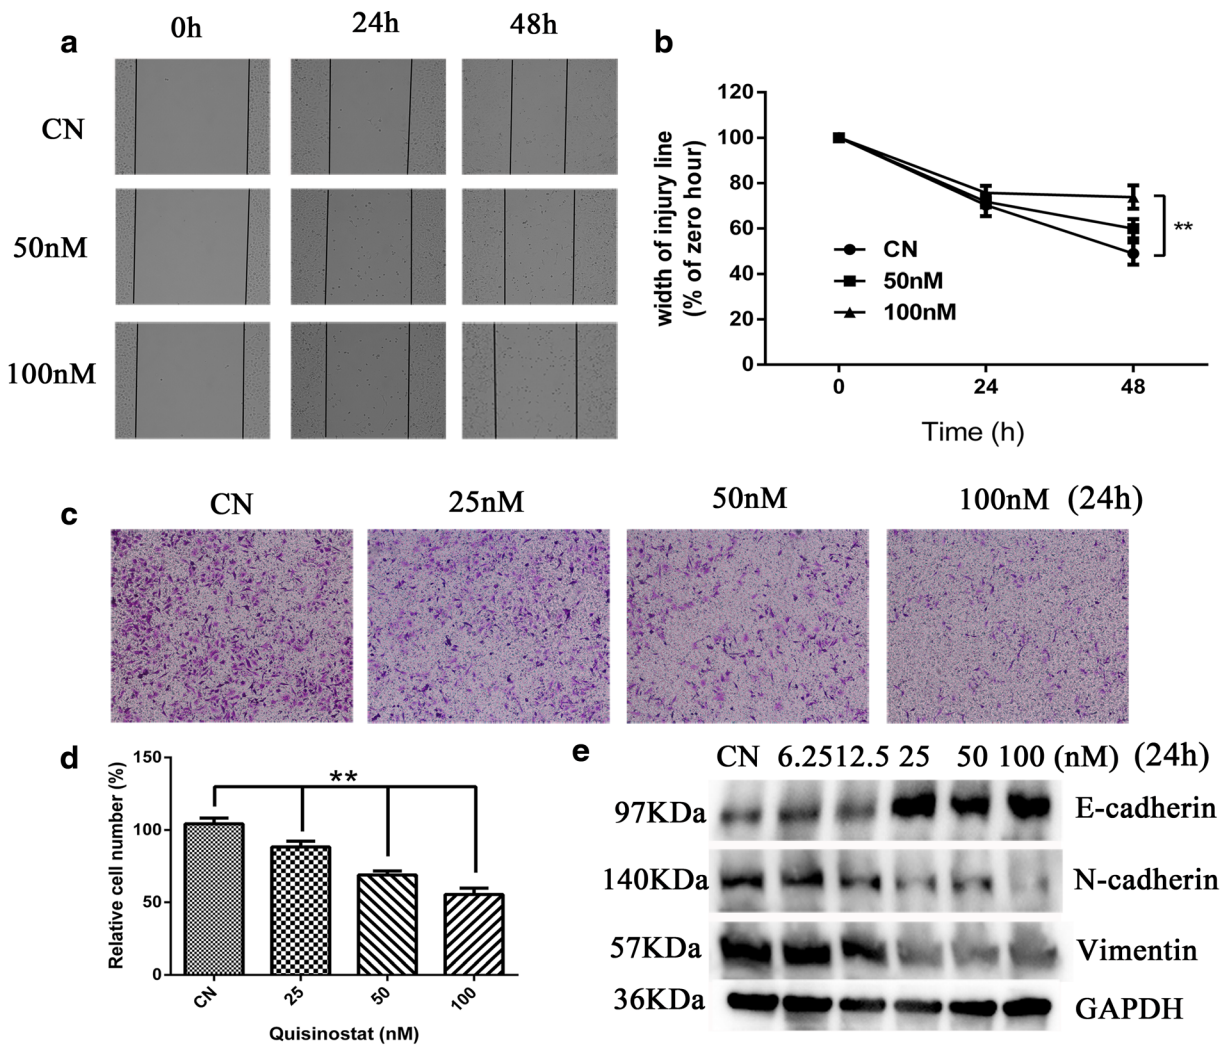 a
0h 24h 48h
CN
50nM
100nM
b
width of injury line
(% of zero hour)
120
100
80
60
40
20
0
CN
50nM
100nM
**
0 24 48
Time (h)
c
CN 25nM 50nM 100nM (24h)
d
Relative cell number (%)
150
100
50
0
**
CN 25 50 100
Quisinostat (nM)
e
CN 6.25 12.5 25 50 100 (nM) (24h)
97KDa E-cadherin
140KDa N-cadherin
57KDa Vimentin
36KDa GAPDH